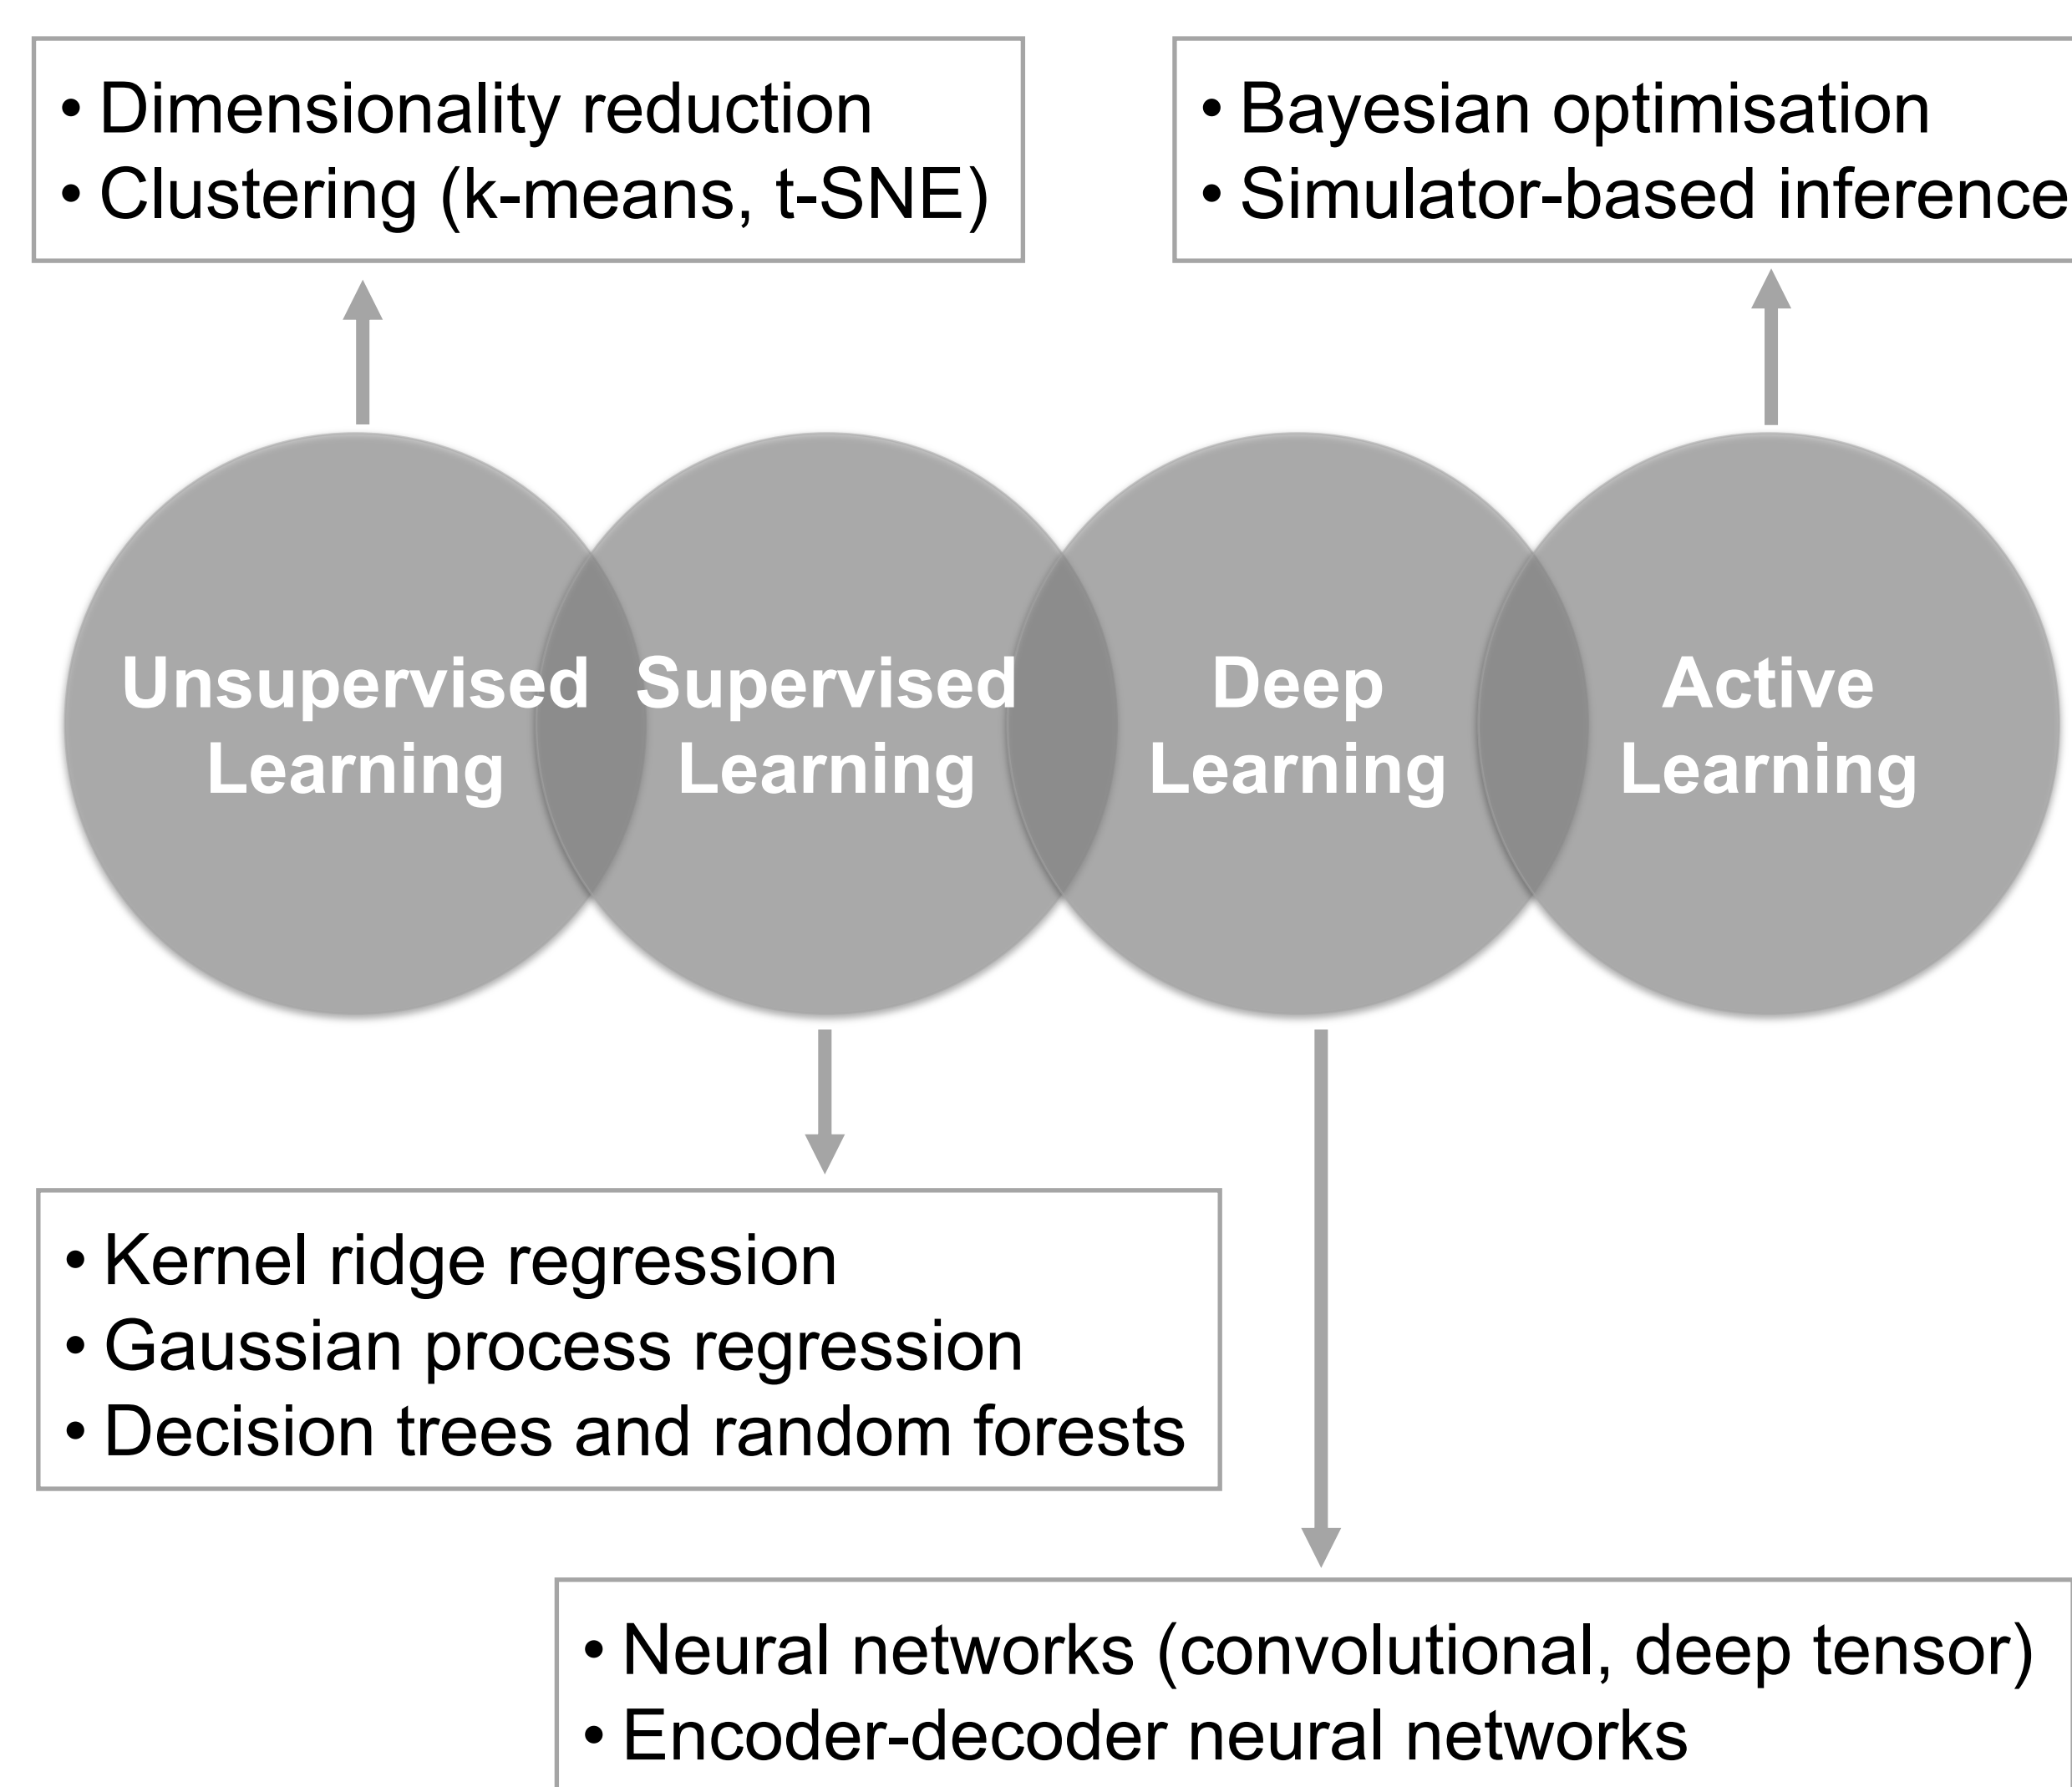 • Dimensionality reduction
• Clustering (k-means, t-SNE)
• Bayesian optimisation
• Simulator-based inference
Unsupervised
Learning
Supervised
Learning
Deep
Learning
Active
Learning
• Kernel ridge regression
• Gaussian process regression
• Decision trees and random forests
• Neural networks (convolutional, deep tensor)
• Encoder-decoder neural networks